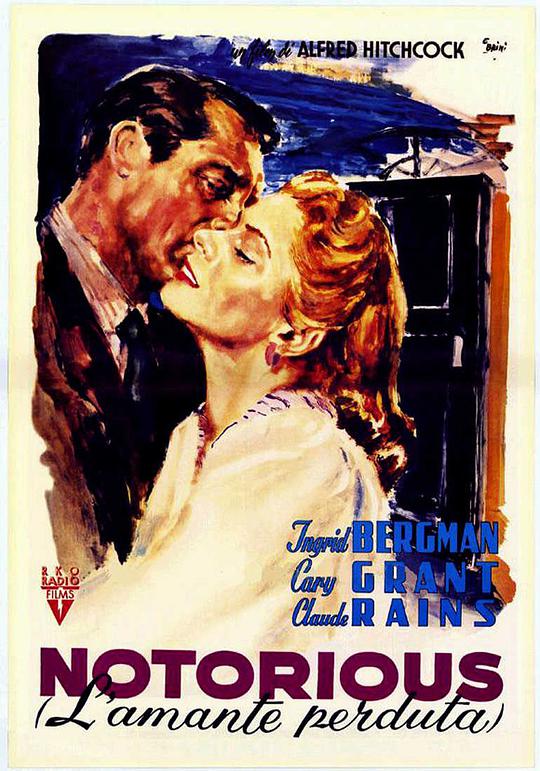 un film di ALFRED HITCHCOCK
Ingrid BERGMAN
Cary GRANT
Claude RAINS
RKO
RADIO
FILMS
NOTORIOUS
(L'amante perduta)